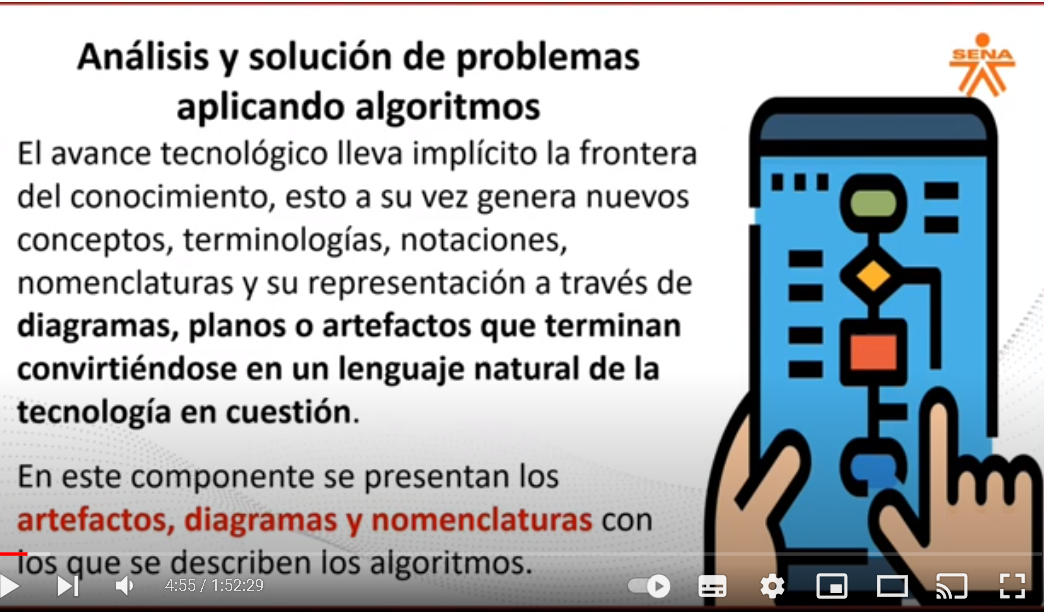 Análisis y solución de problemas
aplicando algoritmos
SENA
El avance tecnológico lleva implícito la frontera
del conocimiento, esto a su vez genera nuevos
conceptos, terminologías, notaciones,
nomenclaturas y su representación a través de
diagramas, planos o artefactos que terminan
convirtiéndose en un lenguaje natural de la
tecnología en cuestión.
En este componente se presentan los
artefactos, diagramas y nomenclaturas con
los que se describen los algoritmos.
4:55 / 1:52:29